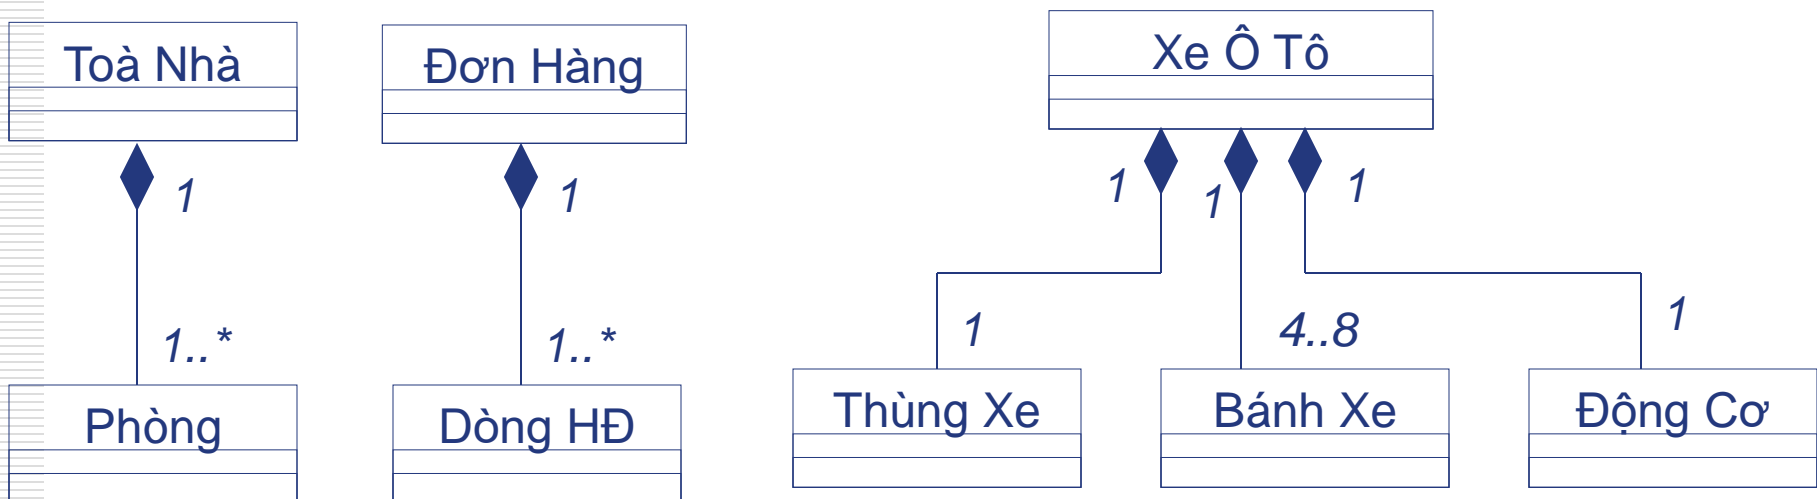 Toà Nhà
1
1..*
Phòng
Đơn Hàng
1
1..*
Dòng HĐ
Xe Ô Tô
1
1
1
1
4..8
1
Thùng Xe
Bánh Xe
Động Cơ